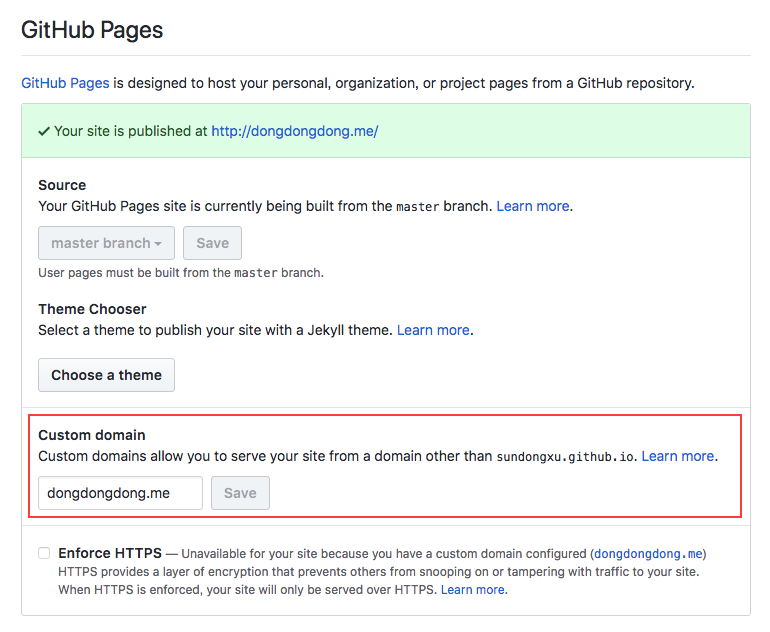 GitHub Pages
GitHub Pages is designed to host your personal, organization, or project pages from a GitHub repository.
Your site is published at http://dongdongdong.me/
Source
Your GitHub Pages site is currently being built from the master branch. Learn more.
master branch
Save
User pages must be built from the master branch.
Theme Chooser
Select a theme to publish your site with a Jekyll theme. Learn more.
Choose a theme
Custom domain
Custom domains allow you to serve your site from a domain other than sundongxu.github.io. Learn more.
dongdongdong.me
Save
Enforce HTTPS — Unavailable for your site because you have a custom domain configured (dongdongdong.me)
HTTPS provides a layer of encryption that prevents others from snooping on or tampering with traffic to your site.
When HTTPS is enforced, your site will only be served over HTTPS. Learn more.